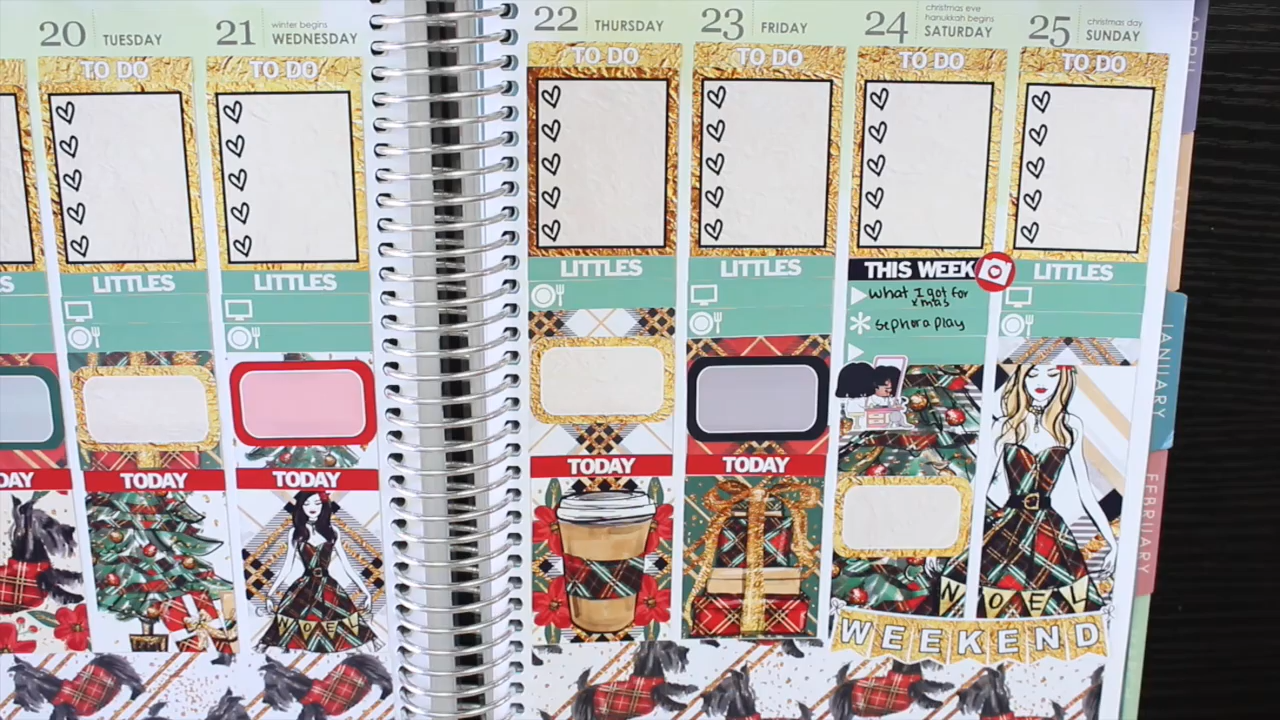 20 TUESDAY
TO DO
LITTLES
TODAY
21 winter begins
WEDNESDAY
TO DO
LITTLES
TODAY
NOEL
22 THURSDAY
TO DO
LITTLES
TODAY
23 FRIDAY
TO DO
LITTLES
TODAY
24 christmas eve
hanukkah begins
SATURDAY
TO DO
THIS WEEK
what I got for
xmas
sephora play
25 christmas day
SUNDAY
TO DO
LITTLES
NOEL
WEEKEND
JANUARY
FEBRUARY